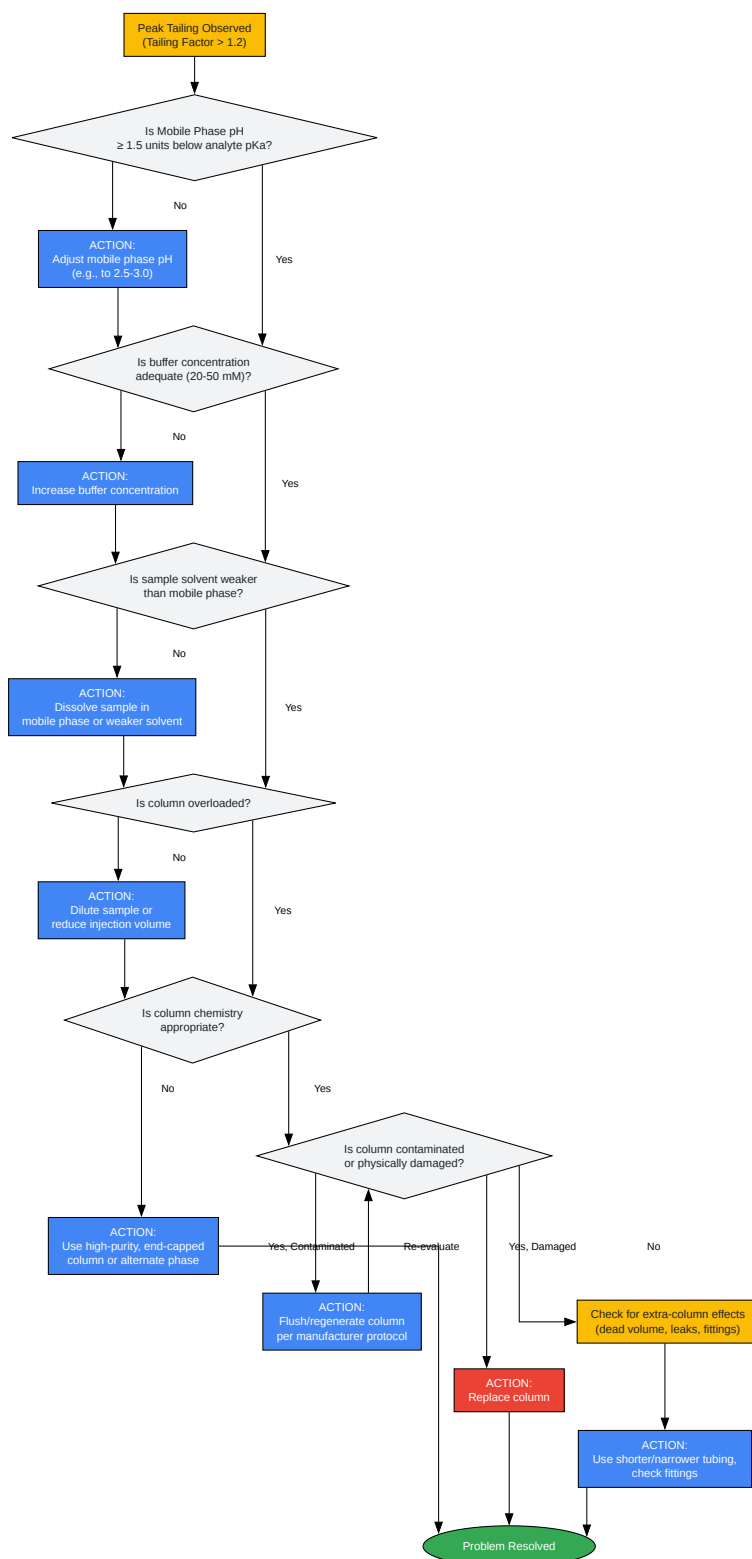 Peak Tailing Observed
(Tailing Factor > 1.2)
Is Mobile Phase pH
≥ 1.5 units below analyte pKa?
No
ACTION:
Adjust mobile phase pH
(e.g., to 2.5-3.0)
Yes
Is buffer concentration
adequate (20-50 mM)?
No
ACTION:
Increase buffer concentration
Yes
Is sample solvent weaker
than mobile phase?
No
ACTION:
Dissolve sample in
mobile phase or weaker solvent
Yes
Is column overloaded?
No
ACTION:
Dilute sample or
reduce injection volume
Yes
Is column chemistry
appropriate?
No
Yes
Is column contaminated
or physically damaged?
ACTION:
Use high-purity, end-capped
column or alternate phase
Yes, Contaminated
Re-evaluate
Yes, Damaged
No
ACTION:
Flush/regenerate column
per manufacturer protocol
Check for extra-column effects
(dead volume, leaks, fittings)
ACTION:
Replace column
ACTION:
Use shorter/narrower tubing,
check fittings
Problem Resolved